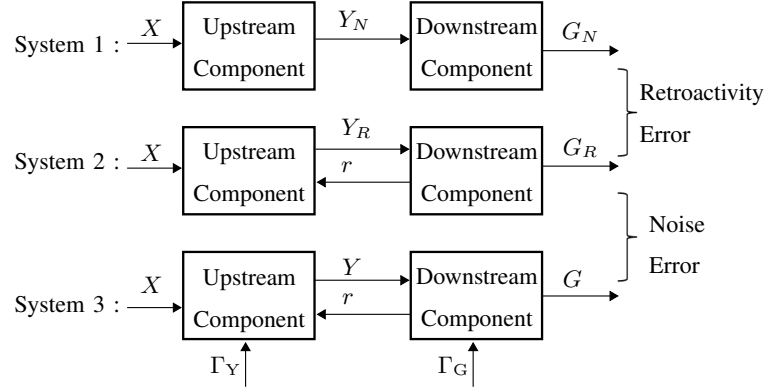 System 1 : X Upstream Component Y_N Downstream Component G_N
Retroactivity Error
System 2 : X Upstream Component Y_R r Downstream Component G_R
Noise Error
System 3 : X Upstream Component Y r Downstream Component G
Γ_Y Γ_G